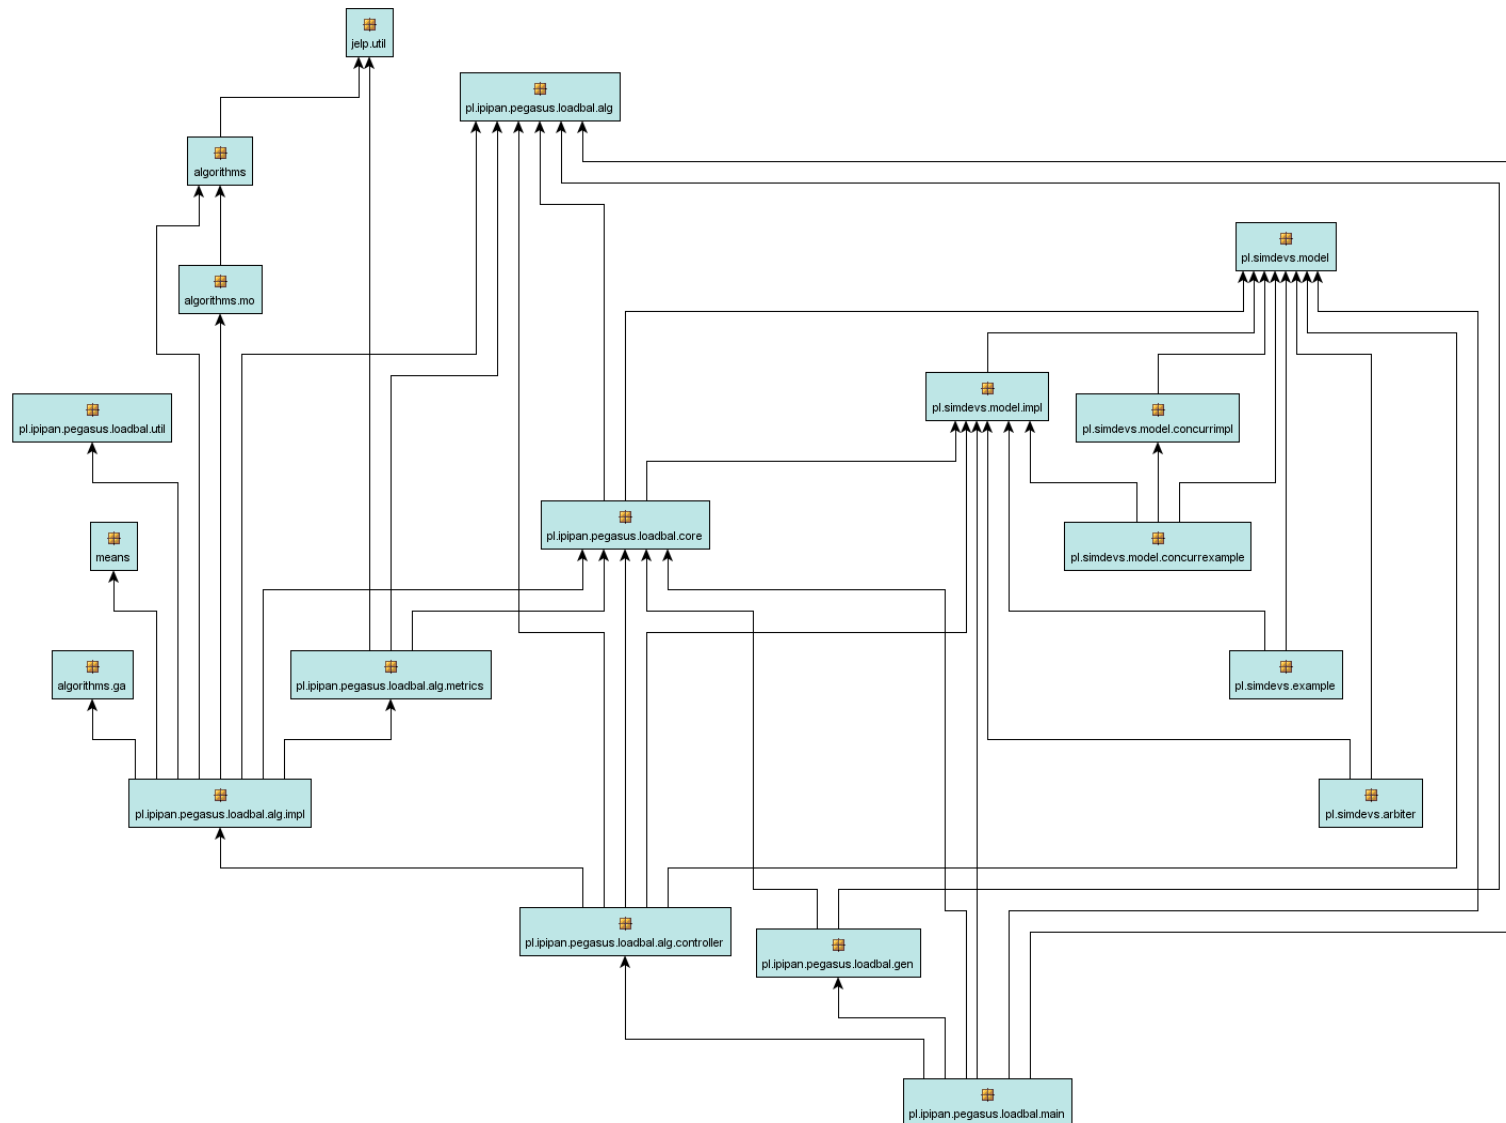 jelp.util
pl.ipipan.pegasus.loadbal.alg
algorithms
pl.simdevs.model
algorithms.mo
pl.simdevs.model.impl
pl.ipipan.pegasus.loadbal.util
pl.simdevs.model.concurrimpl
pl.ipipan.pegasus.loadbal.core
means
pl.simdevs.model.concurrexample
algorithms.ga
pl.ipipan.pegasus.loadbal.alg.metrics
pl.simdevs.example
pl.ipipan.pegasus.loadbal.alg.impl
pl.simdevs.arbiter
pl.ipipan.pegasus.loadbal.alg.controller
pl.ipipan.pegasus.loadbal.gen
pl.ipipan.pegasus.loadbal.main